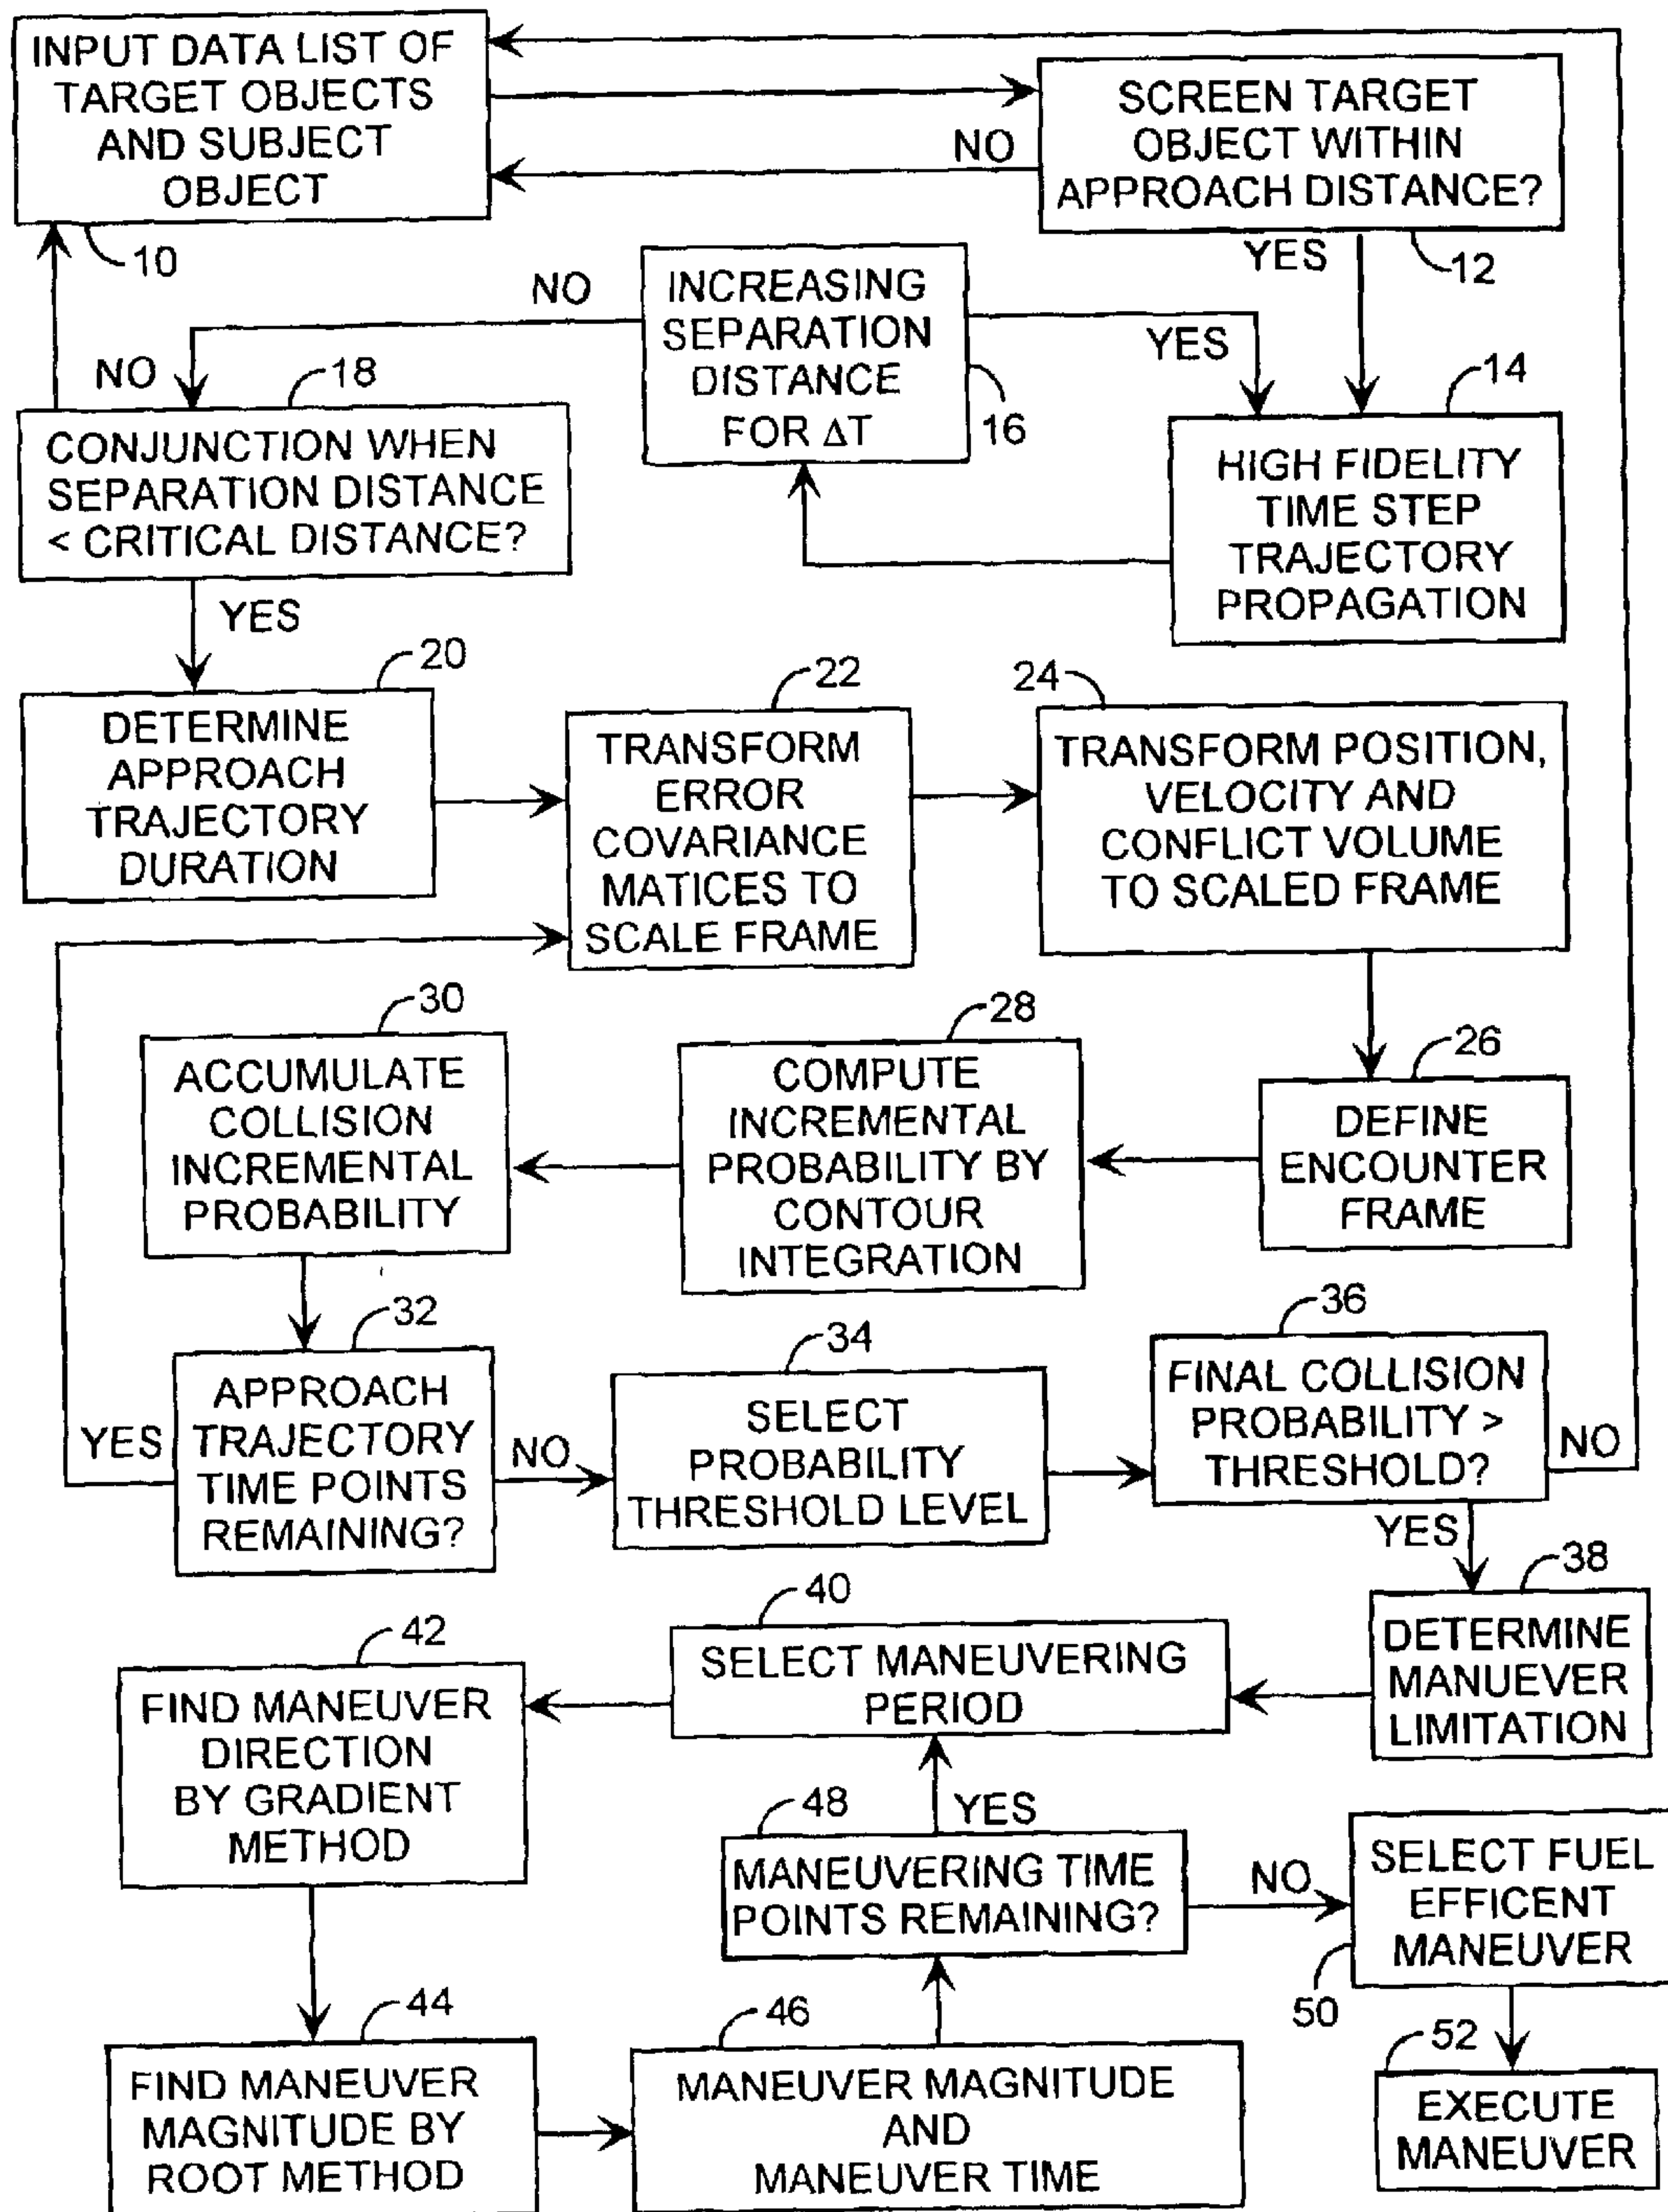 INPUT DATA LIST OF
TARGET OBJECTS
AND SUBJECT
OBJECT
10
SCREEN TARGET
OBJECT WITHIN
APPROACH DISTANCE?
12
NO
YES
INCREASING
SEPARATION
DISTANCE
FOR ΔT
16
NO
YES
HIGH FIDELITY
TIME STEP
TRAJECTORY
PROPAGATION
14
CONJUNCTION WHEN
SEPARATION DISTANCE
< CRITICAL DISTANCE?
18
NO
YES
DETERMINE
APPROACH
TRAJECTORY
DURATION
20
TRANSFORM
ERROR
COVARIANCE
MATICES TO
SCALE FRAME
22
TRANSFORM POSITION,
VELOCITY AND
CONFLICT VOLUME
TO SCALED FRAME
24
DEFINE
ENCOUNTER
FRAME
26
COMPUTE
INCREMENTAL
PROBABILITY BY
CONTOUR
INTEGRATION
28
ACCUMULATE
COLLISION
INCREMENTAL
PROBABILITY
30
APPROACH
TRAJECTORY
TIME POINTS
REMAINING?
32
YES
NO
SELECT
PROBABILITY
THRESHOLD LEVEL
34
FINAL COLLISION
PROBABILITY >
THRESHOLD?
36
NO
YES
DETERMINE
MANUEVER
LIMITATION
38
SELECT MANEUVERING
PERIOD
40
FIND MANEUVER
DIRECTION
BY GRADIENT
METHOD
42
FIND MANEUVER
MAGNITUDE BY
ROOT METHOD
44
MANEUVER MAGNITUDE
AND
MANEUVER TIME
46
MANEUVERING TIME
POINTS REMAINING?
48
YES
NO
SELECT FUEL
EFFICENT
MANEUVER
50
EXECUTE
MANEUVER
52